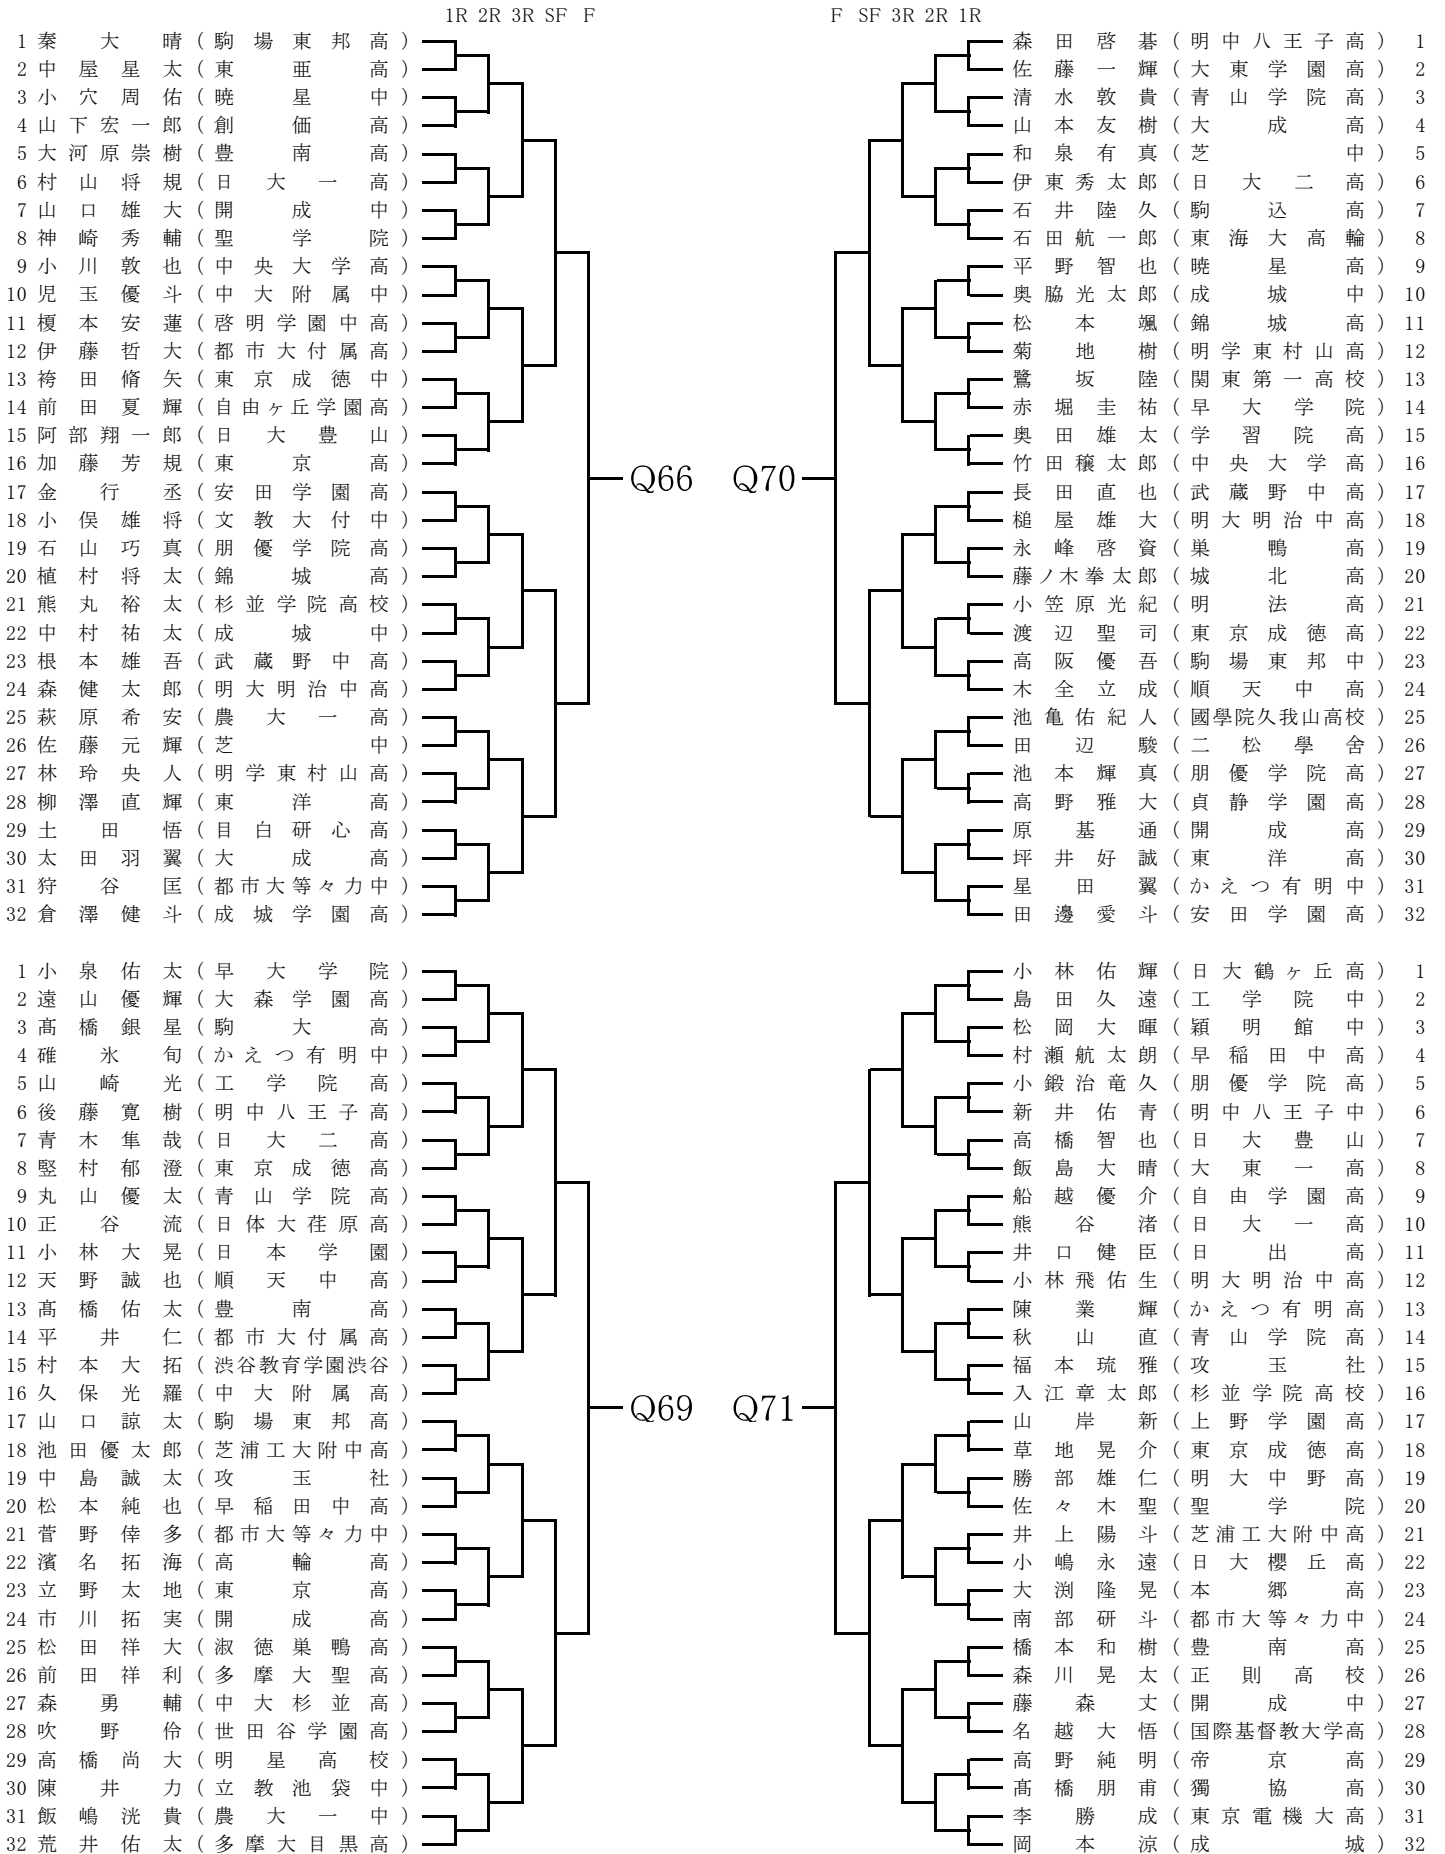 1R 2R 3R SF F
1 秦大晴(駒場東邦高)
2 中屋星太(東亜高)
3 小穴周佑(暁星中)
4 山下宏一郎(創価高)
5 大河原崇樹(豊南高)
6 村山将規(日大一高)
7 山口雄大(開成中)
8 神崎秀輔(聖学院)
9 小川敦也(中央大学高)
10 児玉優斗(中大附属中)
11 榎本安蓮(啓明学園中高)
12 伊藤哲大(都市大付属高)
13 袴田脩矢(東京成徳中)
14 前田夏輝(自由ヶ丘学園高)
15 阿部翔一郎(日大豊山)
16 加藤芳規(東京高)
17 金行丞(安田学園高)
18 小俣雄将(文教大付中)
19 石山巧真(朋優学院高)
20 植村将太(錦城高)
21 熊丸裕太(杉並学院高校)
22 中村祐太(成城中)
23 根本雄吾(武蔵野中高)
24 森健太郎(明大明治中高)
25 萩原希安(農大一高)
26 佐藤元輝(芝中)
27 林玲央人(明学東村山高)
28 柳澤直輝(東洋高)
29 土田悟(目白研心高)
30 太田羽翼(大成高)
31 狩谷匡(都市大等々力中)
32 倉澤健斗(成城学園高)
Q66
F SF 3R 2R 1R
森田啓碁(明中八王子高) 1
佐藤一輝(大東学園高) 2
清水敦貴(青山学院高) 3
山本友樹(大成高) 4
和泉有真(芝中) 5
伊東秀太郎(日大二高) 6
石井陸久(駒込高) 7
石田航一郎(東海大高輪) 8
平野智也(暁星高) 9
奥脇光太郎(成城中) 10
松本颯(錦城高) 11
菊地樹(明学東村山高) 12
鷺坂陸(関東第一高校) 13
赤堀圭祐(早大学院) 14
奥田雄太(学習院高) 15
竹田穣太郎(中央大学高) 16
長田直也(武蔵野中高) 17
槌屋雄大(明大明治中高) 18
永峰啓資(巣鴨高) 19
藤ノ木奉太郎(城北高) 20
小笠原光紀(明法高) 21
渡辺聖司(東京成徳高) 22
高阪優吾(駒場東邦中) 23
木全立成(順天中高) 24
池亀佑紀人(國學院久我山高校) 25
田辺駿(二松學舎) 26
池本輝真(朋優学院高) 27
高野雅大(貞静学園高) 28
原基通(開成高) 29
坪井好誠(東洋高) 30
星田翼(かえつ有明中) 31
田邊愛斗(安田学園高) 32
Q70
1 小泉佑太(早大学院)
2 遠山優輝(大森学園高)
3 髙橋銀星(駒大高)
4 碓氷旬(かえつ有明中)
5 山崎光(工学院高)
6 後藤寛樹(明中八王子高)
7 青木隼哉(日大二高)
8 堅村郁澄(東京成徳高)
9 丸山優太(青山学院高)
10 正谷流(日体大荏原高)
11 小林大晃(日本学園)
12 天野誠也(順天中高)
13 髙橋佑太(豊南高)
14 平井仁(都市大付属高)
15 村本大拓(渋谷教育学園渋谷)
16 久保光羅(中大附属高)
17 山口諒太(駒場東邦高)
18 池田優太郎(芝浦工大附中高)
19 中島誠太(攻玉社)
20 松本純也(早稲田中高)
21 菅野倖多(都市大等々力中)
22 濱名拓海(高輪高)
23 立野太地(東京高)
24 市川拓実(開成高)
25 松田祥大(淑徳巣鴨高)
26 前田祥利(多摩大聖高)
27 森勇輔(中大杉並高)
28 吹野伶(世田谷学園高)
29 高橋尚大(明星高校)
30 陳井力(立教池袋中)
31 飯嶋洸貴(農大一中)
32 荒井佑太(多摩大目黒高)
Q69
小林佑輝(日大鶴ヶ丘高) 1
島田久遠(工学院中) 2
松岡大暉(穎明館中) 3
村瀬航太朗(早稲田中高) 4
小鍛治竜久(朋優学院高) 5
新井佑青(明中八王子中) 6
高橋智也(日大豊山) 7
飯島大晴(大東一高) 8
船越優介(自由学園高) 9
熊谷渚(日大一高) 10
井口健臣(日出高) 11
小林飛佑生(明大明治中高) 12
陳業輝(かえつ有明高) 13
秋山直(青山学院高) 14
福本琉雅(攻玉社) 15
入江章太郎(杉並学院高校) 16
山岸新(上野学園高) 17
草地晃介(東京成徳高) 18
勝部雄仁(明大中野高) 19
佐々木聖(聖学院) 20
井上陽斗(芝浦工大附中高) 21
小嶋永遠(日大櫻丘高) 22
大渕隆晃(本郷高) 23
南部研斗(都市大等々力中) 24
橋本和樹(豊南高) 25
森川晃太(正則高校) 26
藤森丈(開成中) 27
名越大悟(国際基督教大学高) 28
高野純明(帝京高) 29
髙橋朋甫(獨協高) 30
李勝成(東京電機大高) 31
岡本涼(成城) 32
Q71